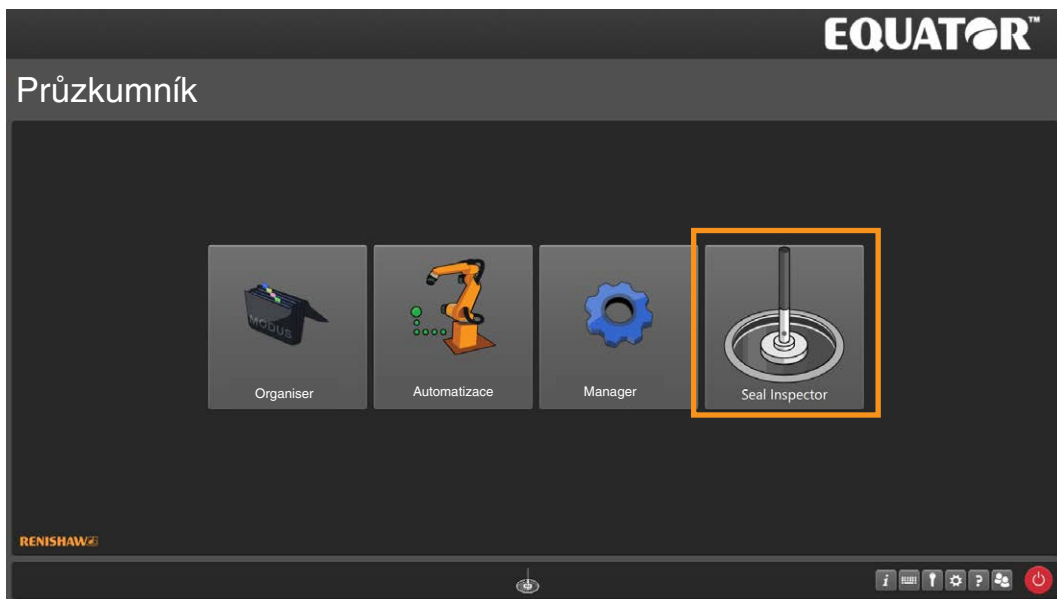 EQUATOR™
Průzkumník
MODUS
Organiser
Automatizace
Manager
Seal Inspector
RENISHAW
i
?